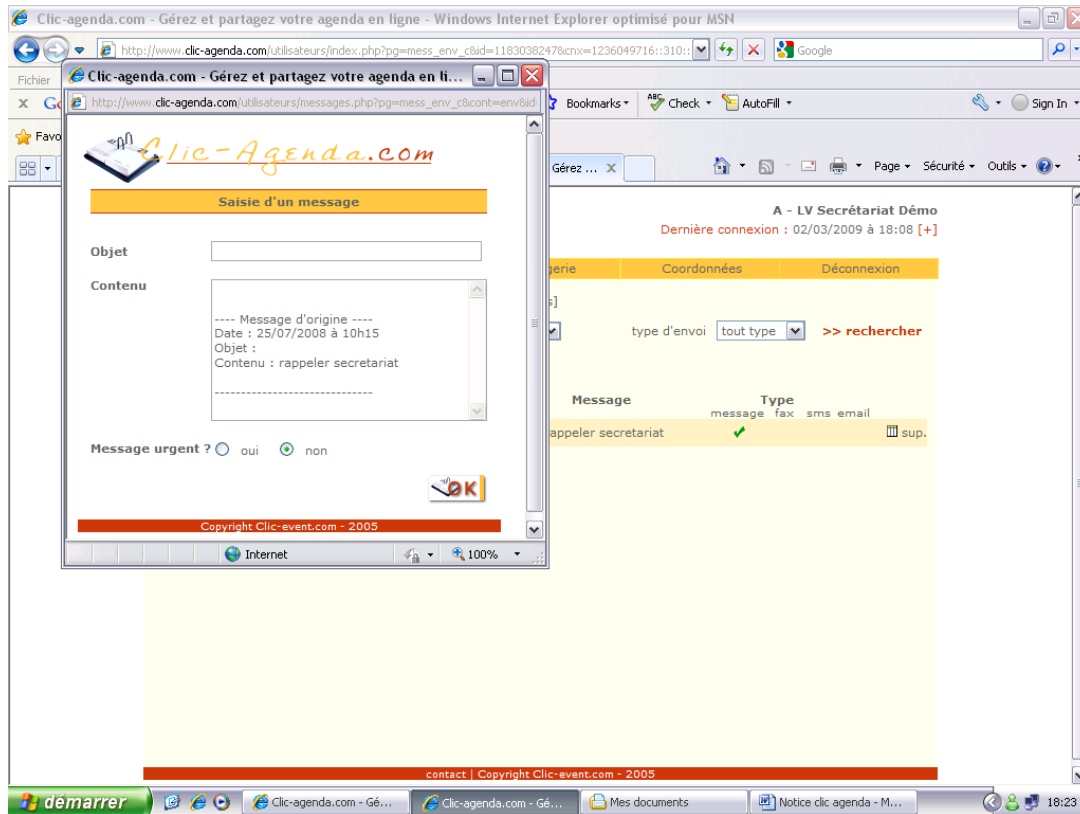 Clic-agenda.com - Gérez et partagez votre agenda en ligne - Windows Internet Explorer optimisé pour MSN
http://www.clic-agenda.com/utilisateurs/index.php?pg=mess_env_c&id=1183038247&cnx=1236049716::310::
Google
Fichier
Bookmarks
Check
AutoFill
Sign In
Favo
Gérez ...
Page
Sécurité
Outils
Clic-agenda.com - Gérez et partagez votre agenda en li...
http://www.clic-agenda.com/utilisateurs/messages.php?pg=mess_env_c&cont=env&id
Clic-Agenda.com
Saisie d'un message
Objet
Contenu
---- Message d'origine ----
Date : 25/07/2008 à 10h15
Objet :
Contenu : rappeler secretariat
------------------------------
Message urgent ? oui non
OK
Copyright Clic-event.com - 2005
Internet 100%
A - LV Secrétariat Démo
Dernière connexion : 02/03/2009 à 18:08 [+]
Coordonnées Déconnexion
type d'envoi tout type >> rechercher
Message Type
message fax sms email
appeler secretariat sup.
contact | Copyright Clic-event.com - 2005
démarrer Clic-agenda.com - Gé... Clic-agenda.com - Gé... Mes documents Notice clic agenda - M... 18:23